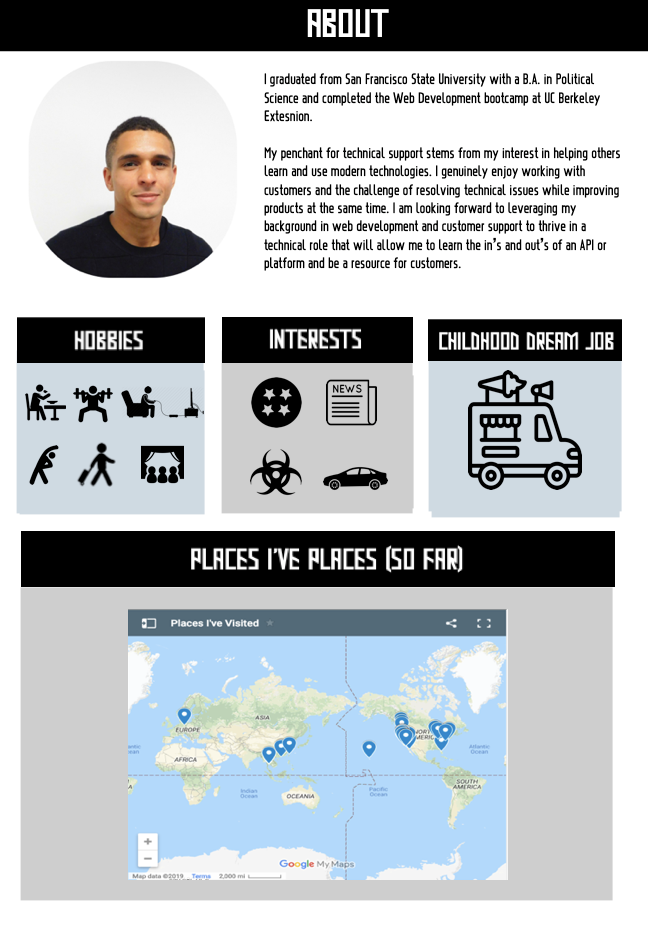 ABOUT
I graduated from San Francisco State University with a B.A. in Political
Science and completed the Web Development bootcamp at UC Berkeley
Extesnion.
My penchant for technical support stems from my interest in helping others
learn and use modern technologies. I genuinely enjoy working with
customers and the challenge of resolving technical issues while improving
products at the same time. I am looking forward to leveraging my
background in web development and customer support to thrive in a
technical role that will allow me to learn the in's and out's of an API or
platform and be a resource for customers.
HOBBIES
INTERESTS
CHILDHOOD DREAM JOB
NEWS
PLACES I'VE PLACES (SO FAR)
Places I've Visited
ASIA
EUROPE
AFRICA
Indian
Ocean
OCEANIA
Pacific
Ocean
SOUTH
AMERICA
Atlantic
Ocean
Google My Maps
Map data ©2019 Terms 2,000 mi